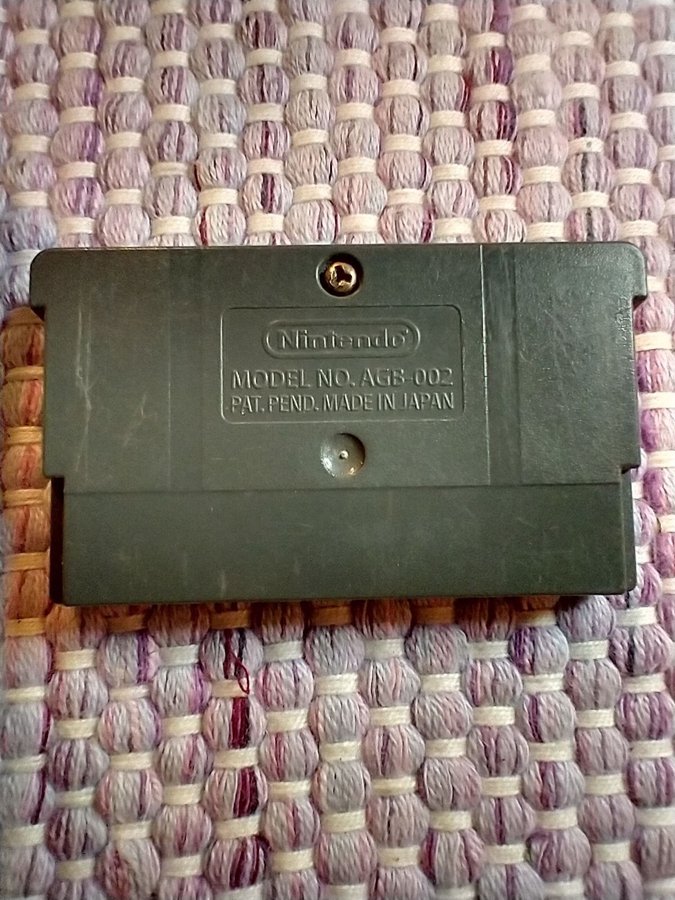 Nintendo
MODEL NO. AGB-002
PAT. PEND. MADE IN JAPAN